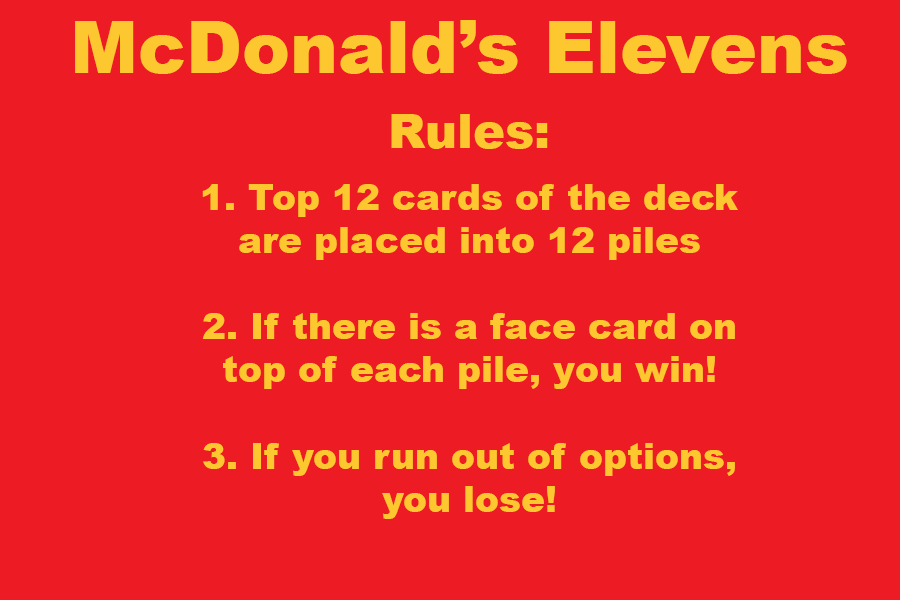 McDonald’s Elevens
Rules:
1. Top 12 cards of the deck
are placed into 12 piles
2. If there is a face card on
top of each pile, you win!
3. If you run out of options,
you lose!